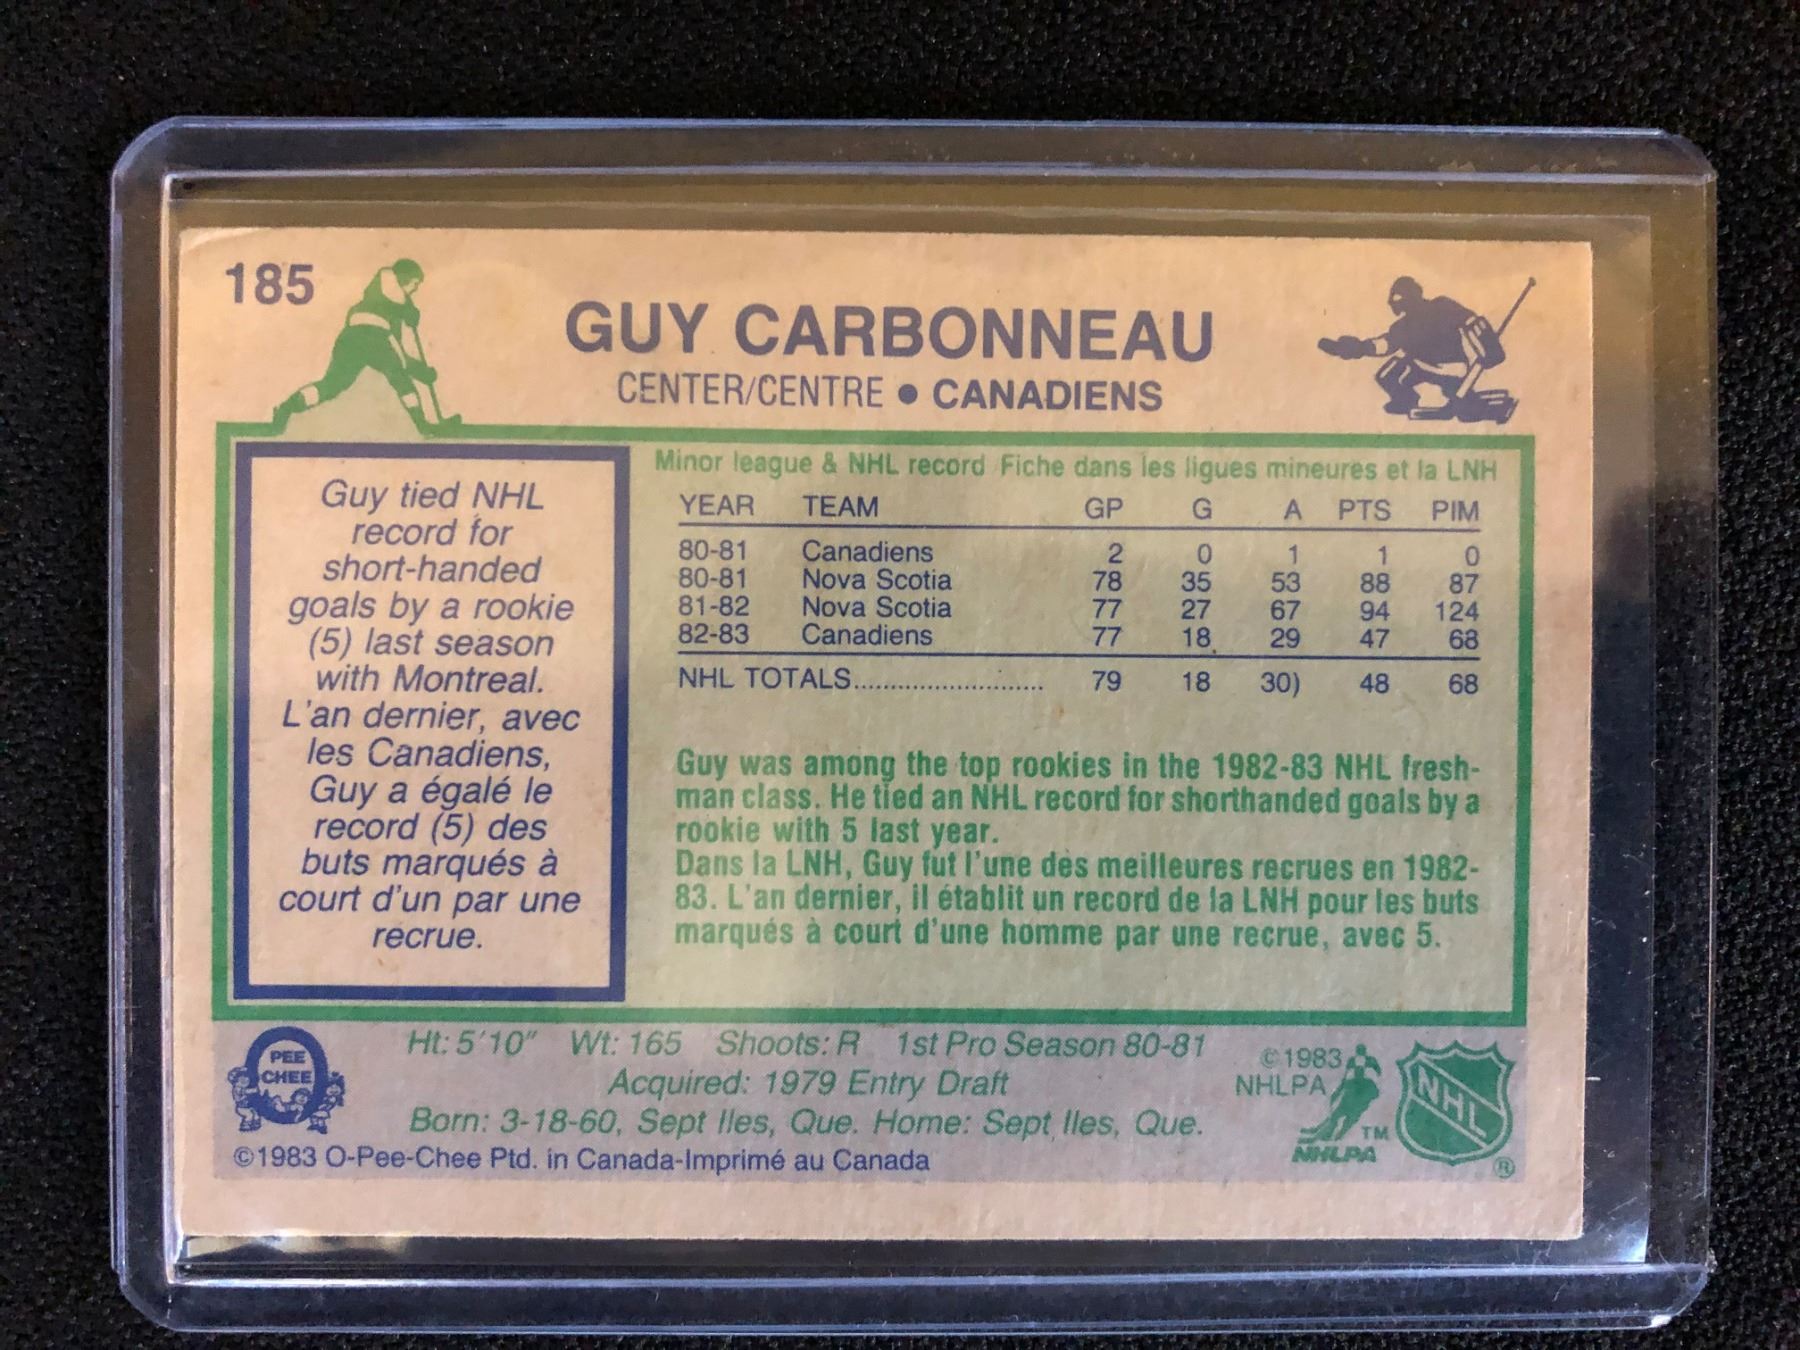 185
GUY CARBONNEAU
CENTER/CENTRE • CANADIENS
Guy tied NHL
record for
short-handed
goals by a rookie
(5) last season
with Montreal.
L'an dernier, avec
les Canadiens,
Guy a égalé le
record (5) des
buts marqués à
court d'un par une
recrue.
Minor league & NHL record Fiche dans les ligues mineures et la LNH
YEAR TEAM GP G A PTS PIM
80-81 Canadiens 2 0 1 1 0
80-81 Nova Scotia 78 35 53 88 87
81-82 Nova Scotia 77 27 67 94 124
82-83 Canadiens 77 18 29 47 68
NHL TOTALS.......................... 79 18 30) 48 68
Guy was among the top rookies in the 1982-83 NHL fresh-
man class. He tied an NHL record for shorthanded goals by a
rookie with 5 last year.
Dans la LNH, Guy fut l'une des meilleures recrues en 1982-
83. L'an dernier, il établit un record de la LNH pour les buts
marqués à court d'une homme par une recrue, avec 5.
PEE
CHEE
Ht: 5'10" Wt: 165 Shoots: R 1st Pro Season 80-81
Acquired: 1979 Entry Draft
Born: 3-18-60, Sept Iles, Que. Home: Sept Iles, Que.
©1983 O-Pee-Chee Ptd. in Canada-Imprimé au Canada
©1983
NHLPA
TM
NHLPA
NHL
®